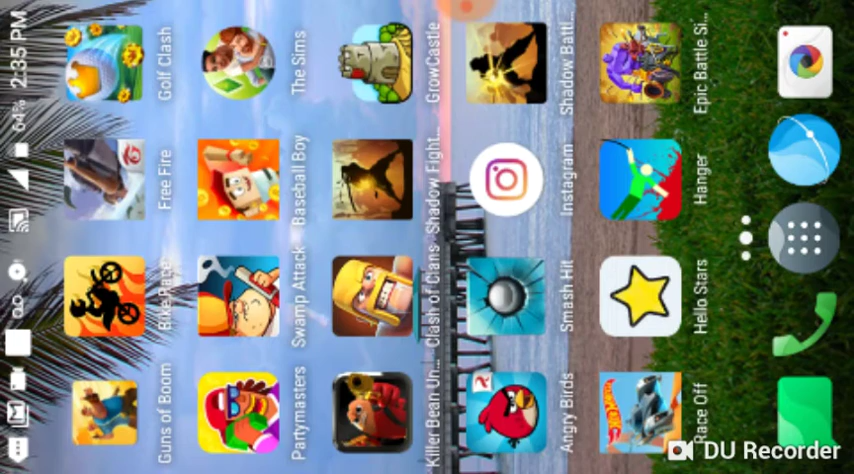 64% 2:35 PM
Guns of Boom
Bike Race
Free Fire
Golf Clash
Partymasters
Swamp Attack
Baseball Boy
The Sims
Killer Bean Un...
Clash of Clans
Shadow Fight...
GrowCastle
Angry Birds
Smash Hit
Instagram
Shadow Battl...
Race Off
Hello Stars
Hanger
Epic Battle Si...
DU Recorder